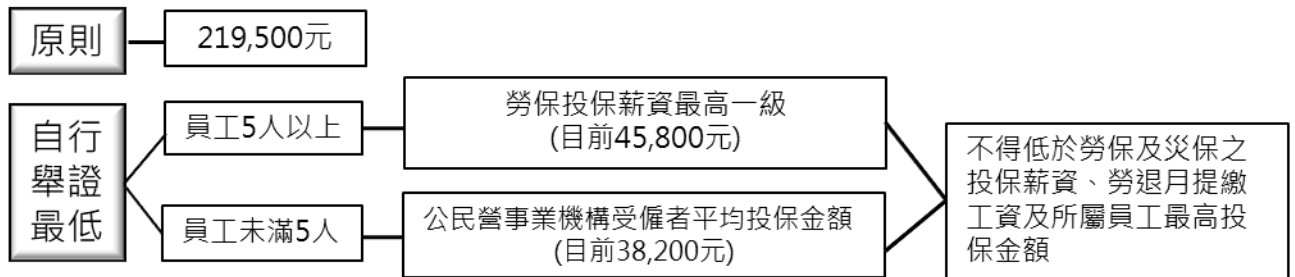 原則
219,500元
自行
舉證
最低
員工5人以上
勞保投保薪資最高一級
(目前45,800元)
員工未滿5人
公民營事業機構受僱者平均投保金額
(目前38,200元)
不得低於勞保及災保之
投保薪資、勞退月提繳
工資及所屬員工最高投
保金額